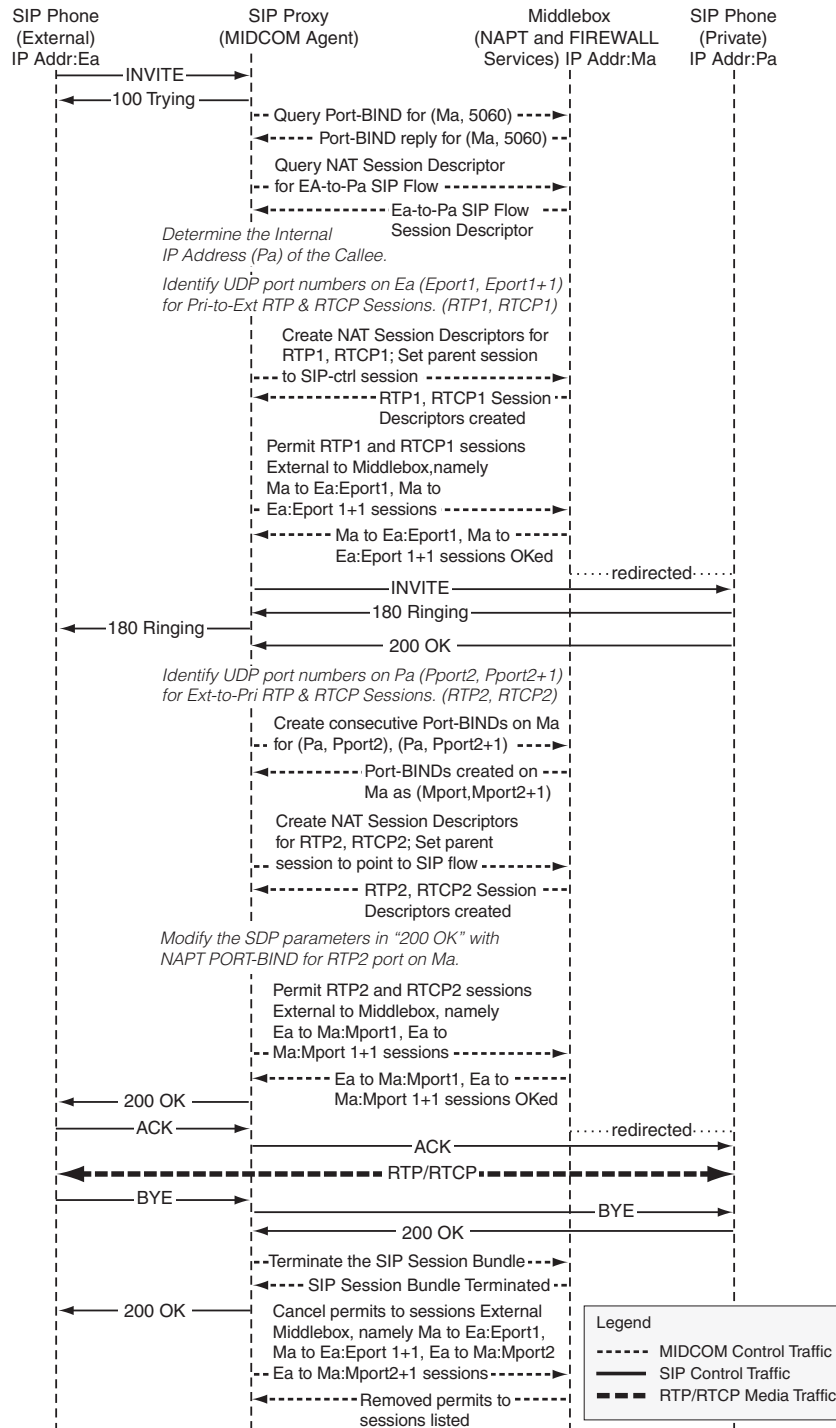 SIP Phone
(External)
IP Addr:Ea
SIP Proxy
(MIDCOM Agent)
Middlebox
(NAPT and FIREWALL
Services) IP Addr:Ma
SIP Phone
(Private)
IP Addr:Pa
INVITE
100 Trying
Query Port-BIND for (Ma, 5060)
Port-BIND reply for (Ma, 5060)
Query NAT Session Descriptor
for EA-to-Pa SIP Flow
Ea-to-Pa SIP Flow
Session Descriptor
Determine the Internal
IP Address (Pa) of the Callee.
Identify UDP port numbers on Ea (Eport1, Eport1+1)
for Pri-to-Ext RTP & RTCP Sessions. (RTP1, RTCP1)
Create NAT Session Descriptors for
RTP1, RTCP1; Set parent session
to SIP-ctrl session
RTP1, RTCP1 Session
Descriptors created
Permit RTP1 and RTCP1 sessions
External to Middlebox,namely
Ma to Ea:Eport1, Ma to
Ea:Eport 1+1 sessions
Ma to Ea:Eport1, Ma to
Ea:Eport 1+1 sessions OKed
redirected
INVITE
180 Ringing
180 Ringing
200 OK
Identify UDP port numbers on Pa (Pport2, Pport2+1)
for Ext-to-Pri RTP & RTCP Sessions. (RTP2, RTCP2)
Create consecutive Port-BINDs on Ma
for (Pa, Pport2), (Pa, Pport2+1)
Port-BINDs created on
Ma as (Mport,Mport2+1)
Create NAT Session Descriptors
for RTP2, RTCP2; Set parent
session to point to SIP flow
RTP2, RTCP2 Session
Descriptors created
Modify the SDP parameters in “200 OK” with
NAPT PORT-BIND for RTP2 port on Ma.
Permit RTP2 and RTCP2 sessions
External to Middlebox, namely
Ea to Ma:Mport1, Ea to
Ma:Mport 1+1 sessions
Ea to Ma:Mport1, Ea to
Ma:Mport 1+1 sessions OKed
200 OK
ACK
redirected
ACK
RTP/RTCP
BYE
BYE
200 OK
Terminate the SIP Session Bundle
SIP Session Bundle Terminated
200 OK
Cancel permits to sessions External
Middlebox, namely Ma to Ea:Eport1,
Ma to Ea:Eport 1+1, Ea to Ma:Mport2
Ea to Ma:Mport2+1 sessions
Removed permits to
sessions listed
Legend
MIDCOM Control Traffic
SIP Control Traffic
RTP/RTCP Media Traffic